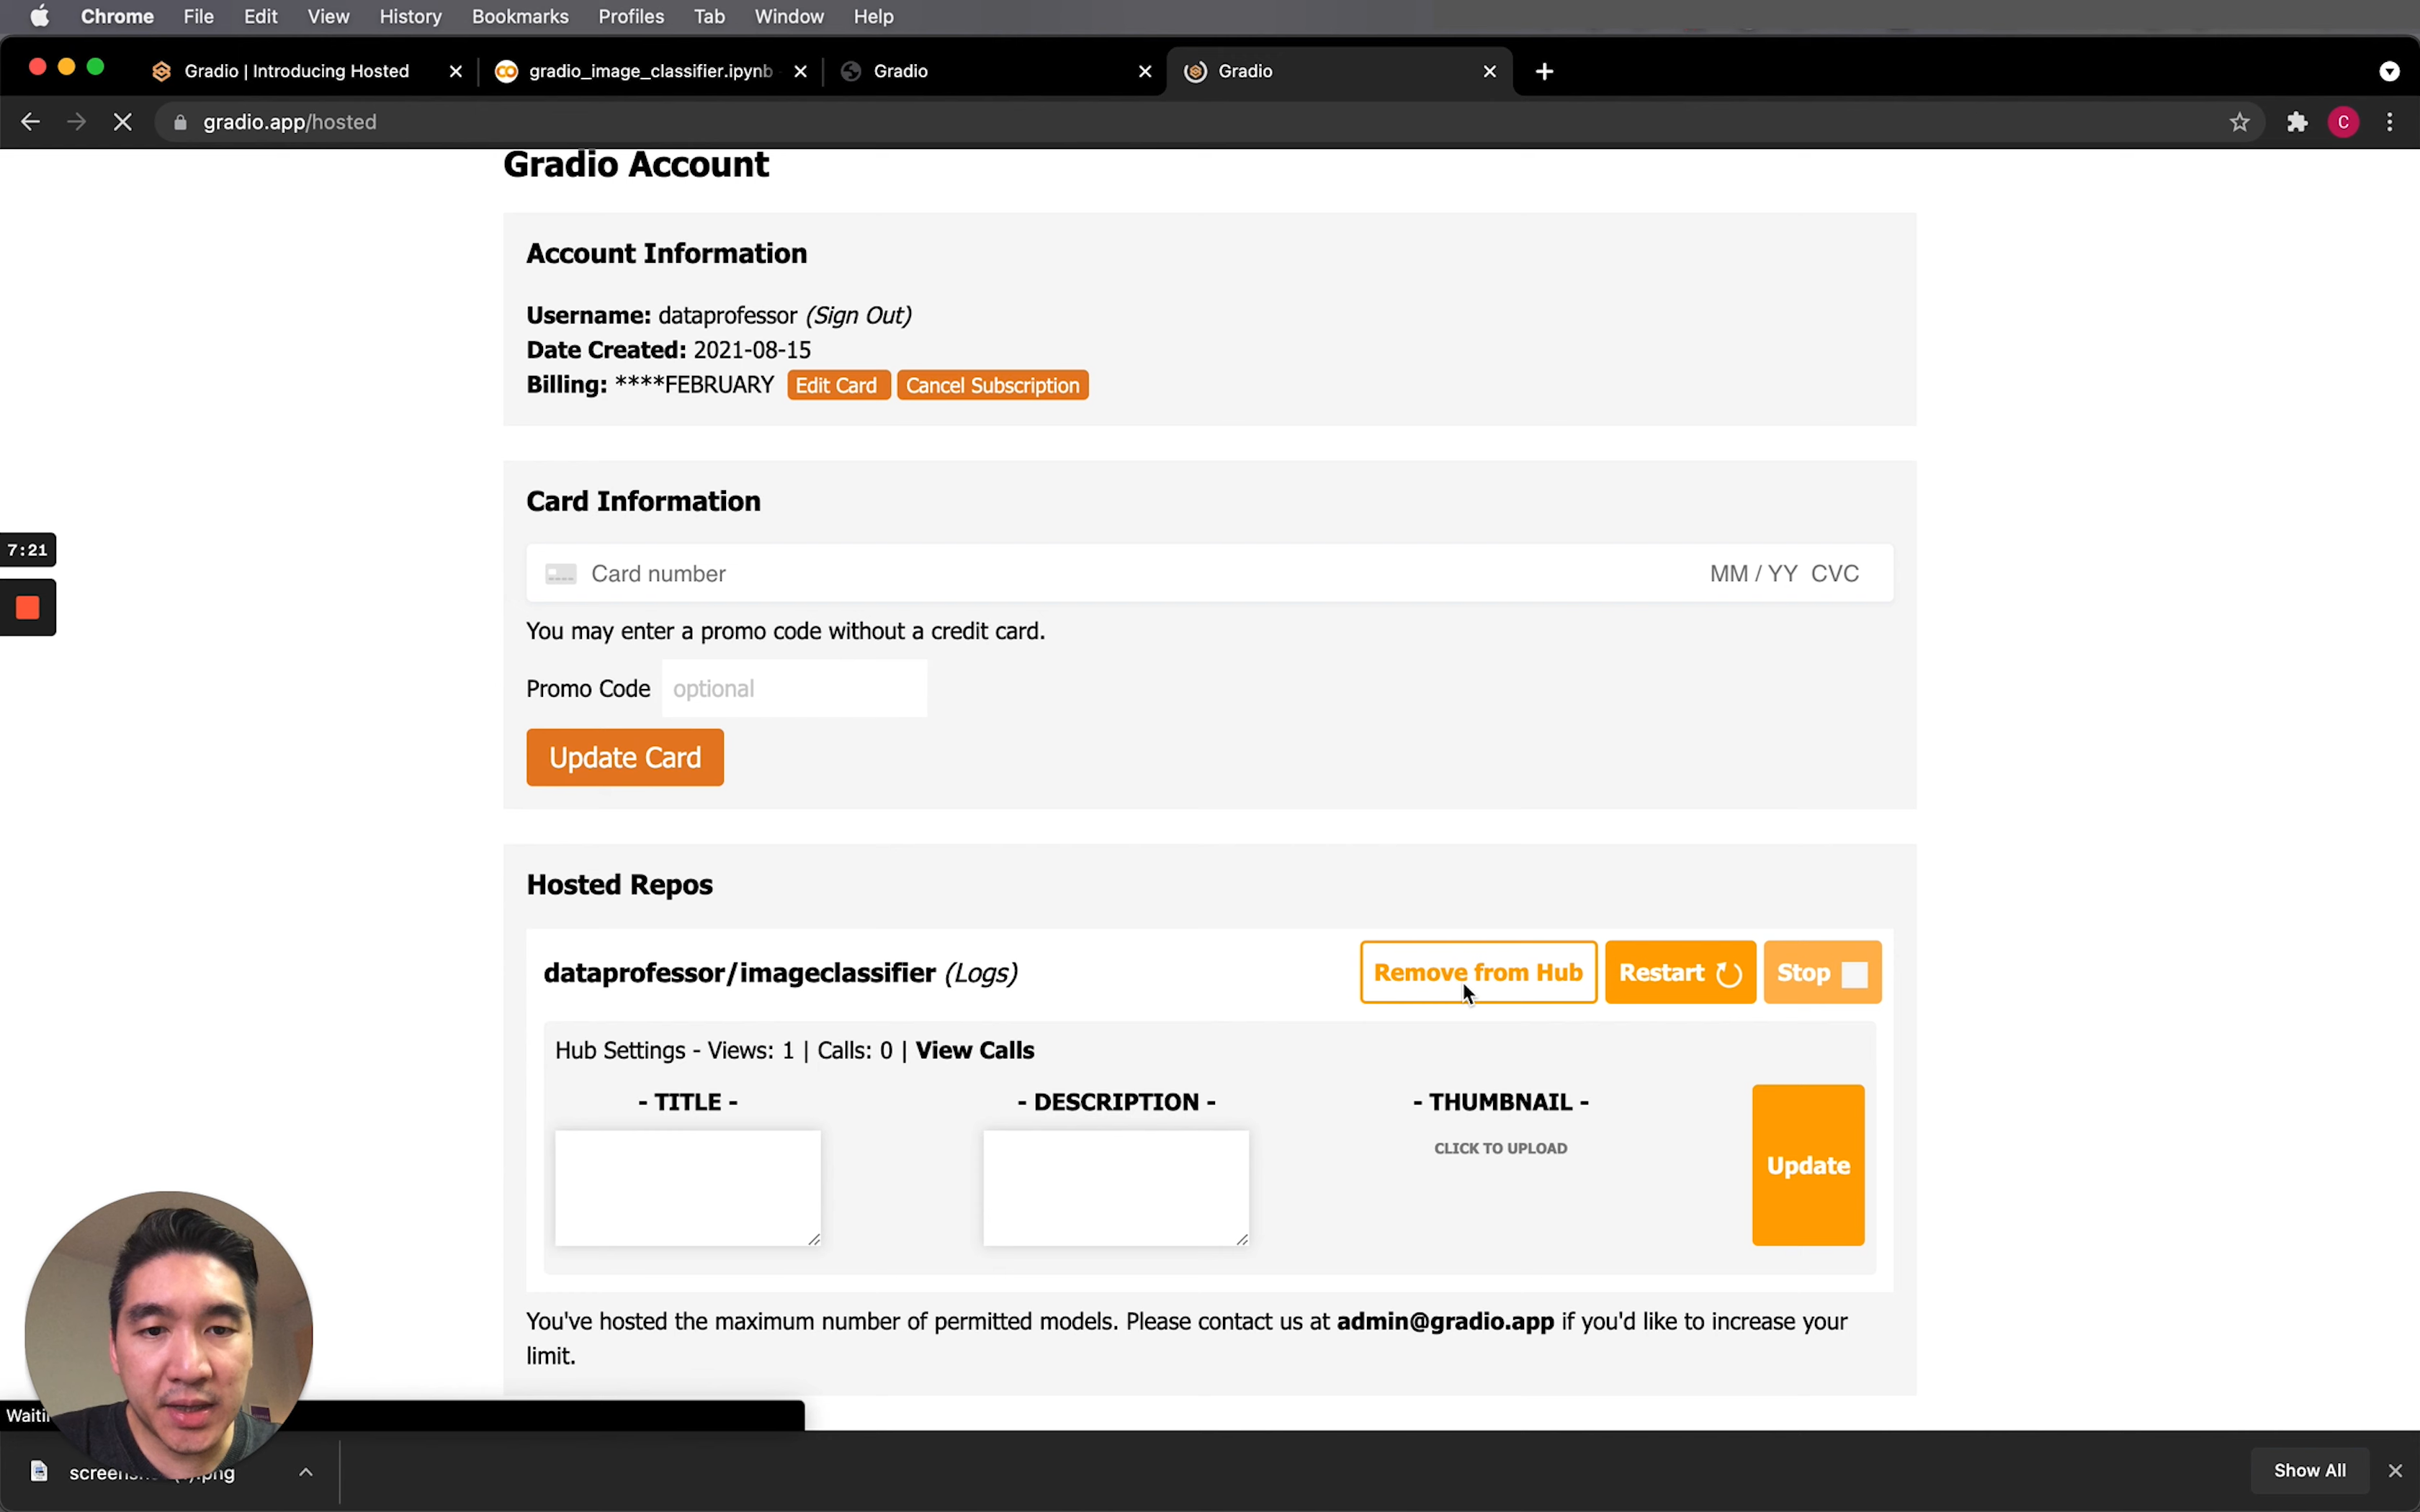 Chrome File Edit View History Bookmarks Profiles Tab Window Help
Gradio | Introducing Hosted
gradio_image_classifier.ipynb
Gradio
Gradio
gradio.app/hosted
C
Gradio Account
Account Information
Username: dataprofessor (Sign Out)
Date Created: 2021-08-15
Billing: ****FEBRUARY Edit Card Cancel Subscription
Card Information
7:21
Card number MM / YY CVC
You may enter a promo code without a credit card.
Promo Code optional
Update Card
Hosted Repos
dataprofessor/imageclassifier (Logs) Remove from Hub Restart Stop
Hub Settings - Views: 1 | Calls: 0 | View Calls
- TITLE - - DESCRIPTION - - THUMBNAIL -
CLICK TO UPLOAD
Update
You've hosted the maximum number of permitted models. Please contact us at admin@gradio.app if you'd like to increase your
limit.
Show All